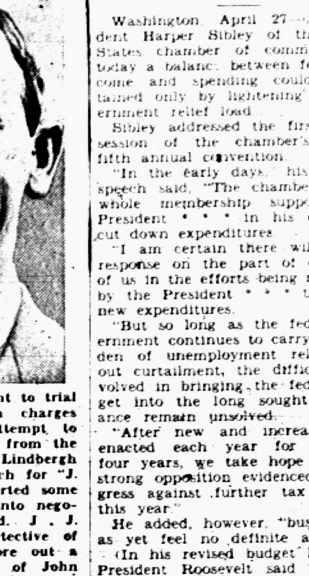 Washington, April 27—
dent Harper Sibley of th
States chamber of comm
today a balanc between fe
come and spending could
tained only by lightening
ernment relief load.
Sibley addressed the firs
session of the chamber's
fifth annual convention.
"In the early days," his
speech said, "The chambe
whole membership suppo
President * * * in his e
cut down expenditures
"I am certain there wil
response on the part of
of us in the efforts being m
by the President * * * t
new expenditures.
"But so long as the fed
ernment continues to carry
den of unemployment rel
out curtailment, the diffic
volved in bringing the fed
get into the long sought
ance remain unsolved.
"After new and increa
enacted each year for
four years, we take hope
strong opposition evidenced
gress against further tax
this year."
He added, however, "bus
as yet feel no definite a
(In his revised budget
President Roosevelt said
nt to trial
n charges
ttempt to
from the
Lindbergh
rch for "J.
rted some
into nego-
d. J. J.
tective of
ore out a
of John